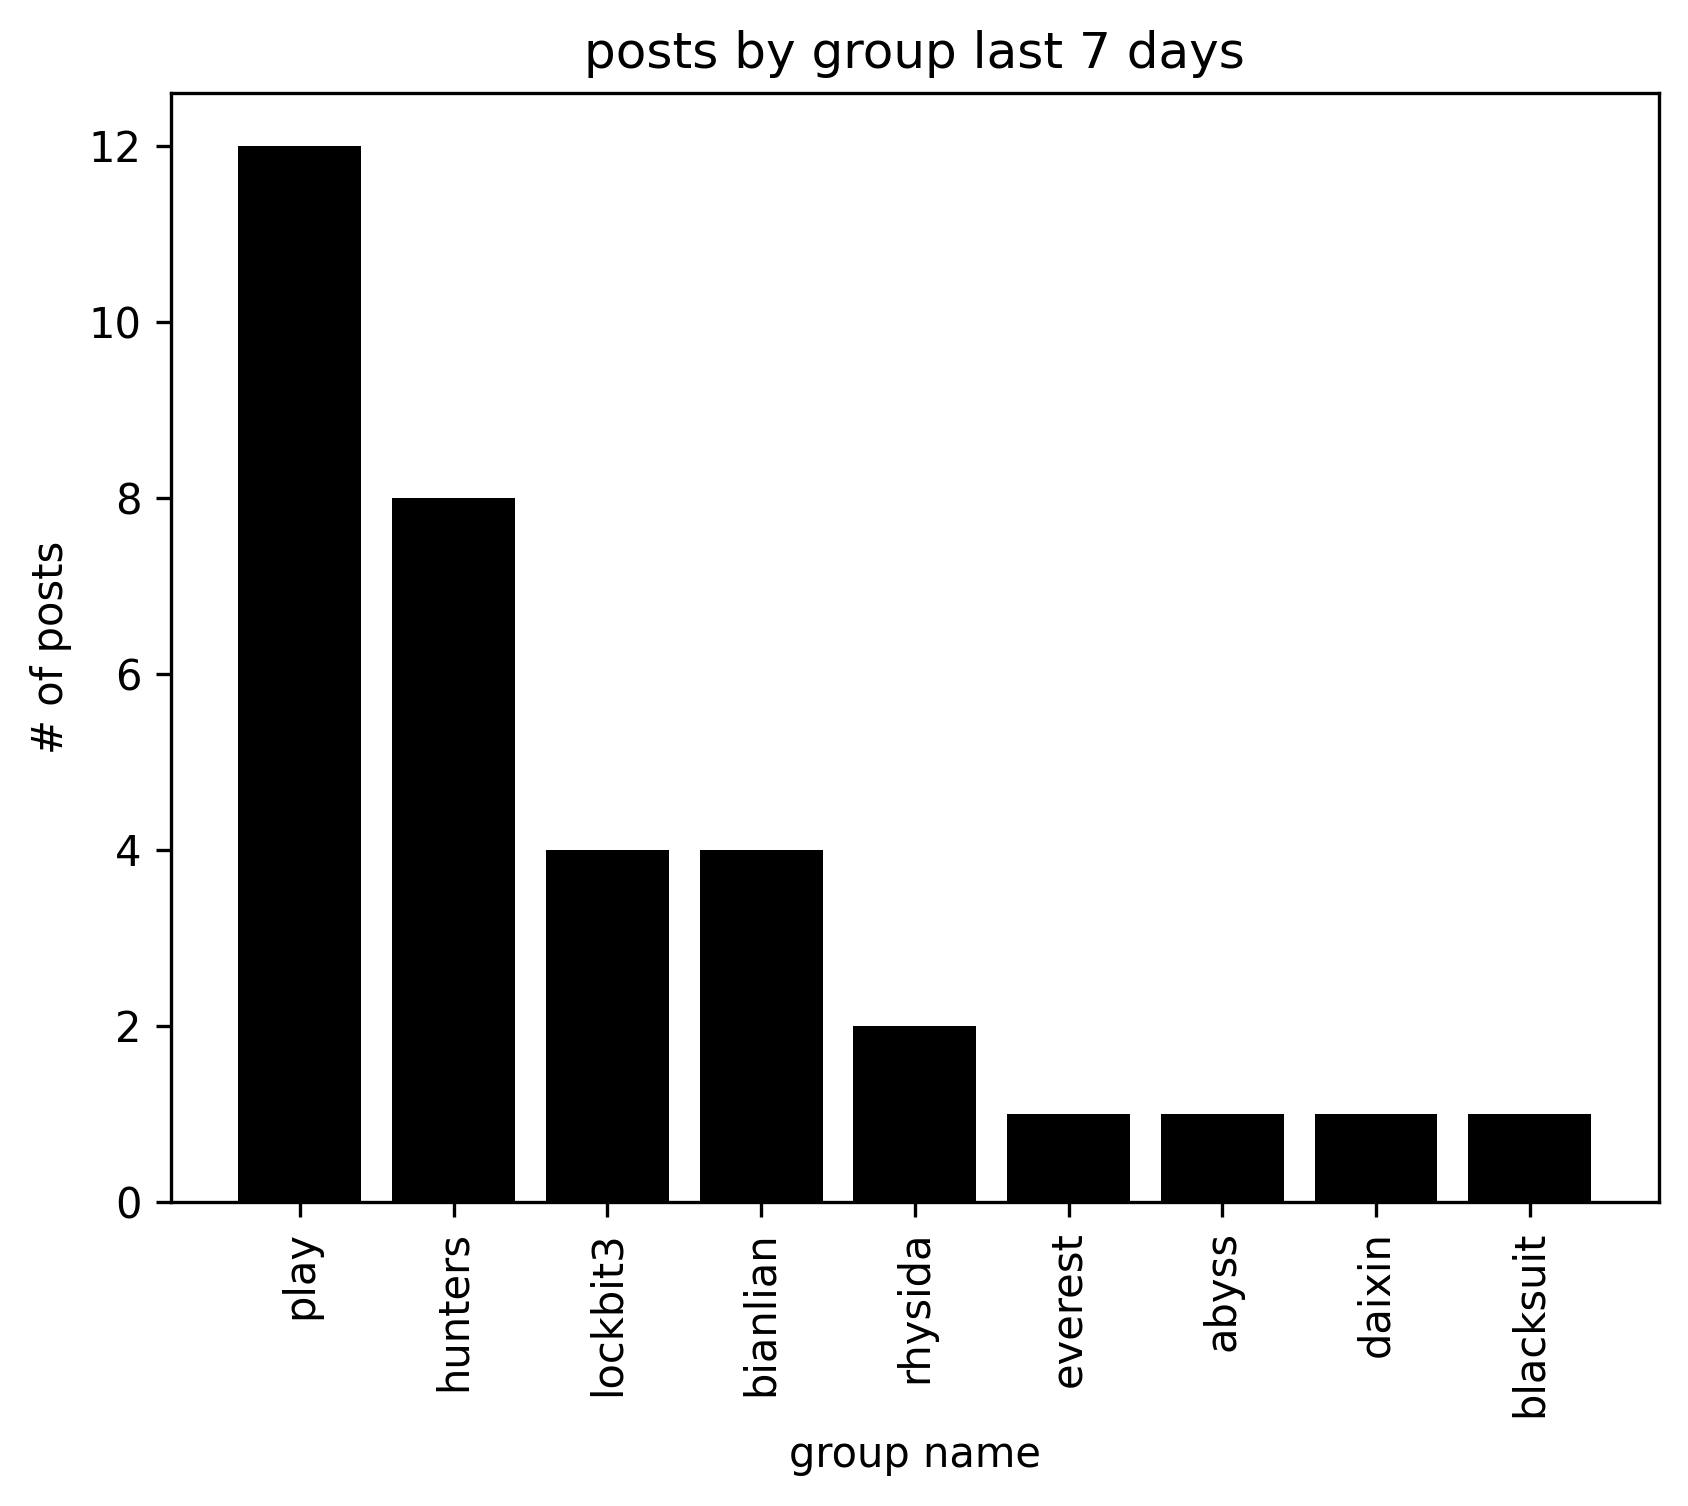 posts by group last 7 days
12
10
8
6
4
2
0
# of posts
play
hunters
lockbit3
bianlian
rhysida
everest
abyss
daixin
blacksuit
group name